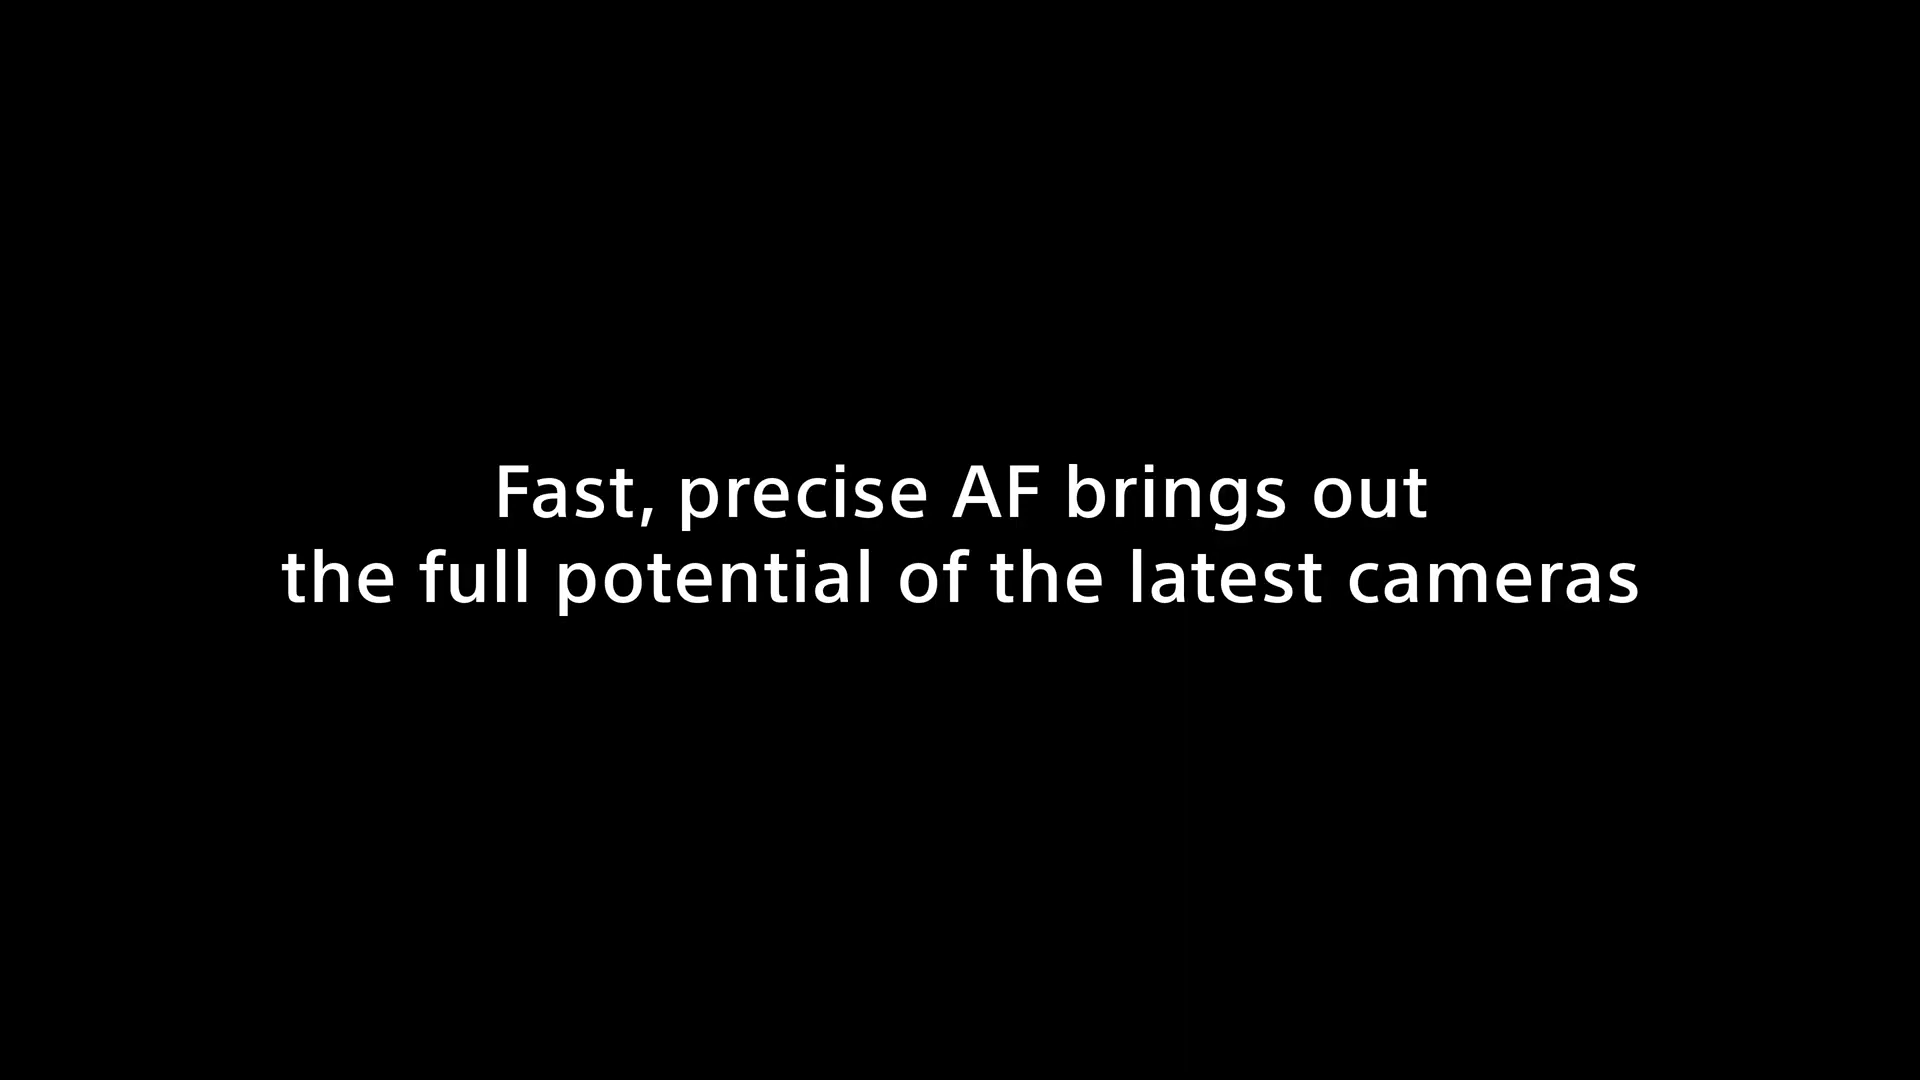 Fast, precise AF brings out
the full potential of the latest cameras